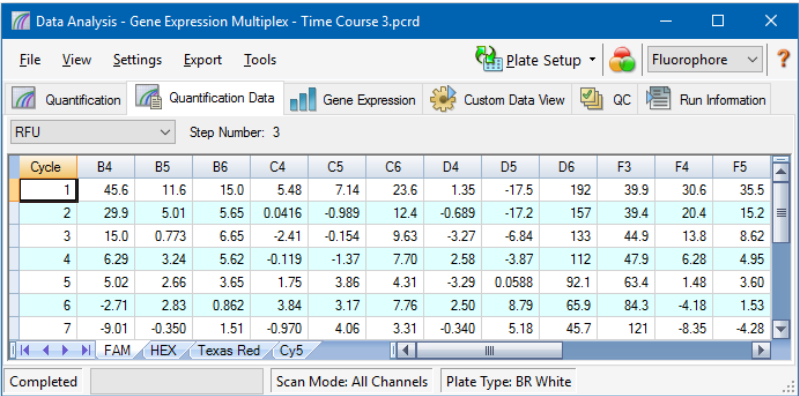 Data Analysis - Gene Expression Multiplex - Time Course 3.pcrd
File View Settings Export Tools Plate Setup Fluorophore ?
Quantification Quantification Data Gene Expression Custom Data View QC Run Information
RFU Step Number: 3
Cycle B4 B5 B6 C4 C5 C6 D4 D5 D6 F3 F4 F5
1 45.6 11.6 15.0 5.48 7.14 23.6 1.35 -17.5 192 39.9 30.6 35.5
2 29.9 5.01 5.65 0.0416 -0.989 12.4 -0.689 -17.2 157 39.4 20.4 15.2
3 15.0 0.773 6.65 -2.41 -0.154 9.63 -3.27 -6.84 133 44.9 13.8 8.62
4 6.29 3.24 5.62 -0.119 -1.37 7.70 2.58 -3.87 112 47.9 6.28 4.95
5 5.02 2.66 3.65 1.75 3.86 4.31 -3.29 0.0588 92.1 63.4 1.48 3.60
6 -2.71 2.83 0.862 3.84 3.17 7.76 2.50 8.79 65.9 84.3 -4.18 1.53
7 -9.01 -0.350 1.51 -0.970 4.06 3.31 -0.340 5.18 45.7 121 -8.35 -4.28
FAM HEX Texas Red Cy5
Completed Scan Mode: All Channels Plate Type: BR White